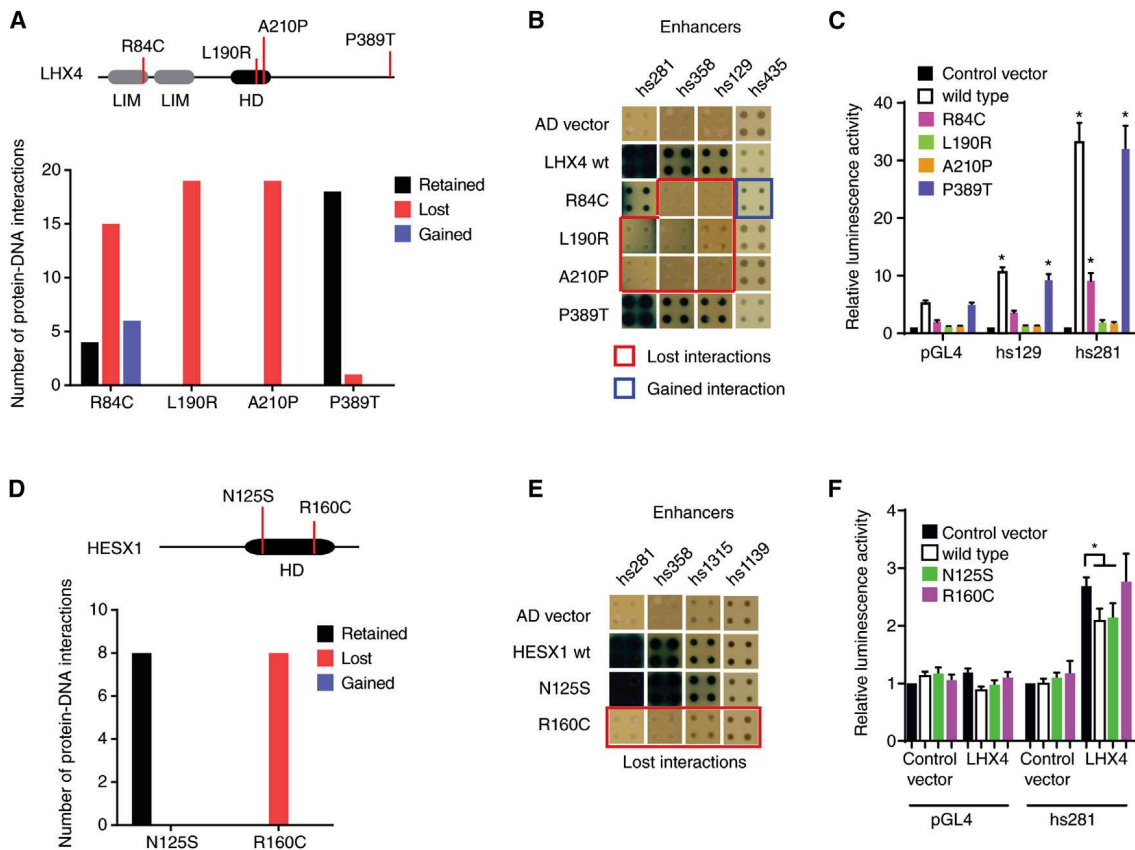 A
LHX4
R84C
L190R
A210P
P389T
LIM
LIM
HD
Number of protein-DNA interactions
20
15
10
5
0
Retained
Lost
Gained
R84C
L190R
A210P
P389T
B
Enhancers
hs281
hs358
hs129
hs435
AD vector
LHX4 wt
R84C
L190R
A210P
P389T
Lost interactions
Gained interaction
C
Relative luminescence activity
40
30
20
10
0
Control vector
wild type
R84C
L190R
A210P
P389T
*
*
*
*
*
pGL4
hs129
hs281
D
HESX1
N125S
R160C
HD
Number of protein-DNA interactions
10
8
6
4
2
0
Retained
Lost
Gained
N125S
R160C
E
Enhancers
hs281
hs358
hs1315
hs1139
AD vector
HESX1 wt
N125S
R160C
Lost interactions
F
Relative luminescence activity
4
3
2
1
0
Control vector
wild type
N125S
R160C
*
Control
vector
LHX4
Control
vector
LHX4
pGL4
hs281